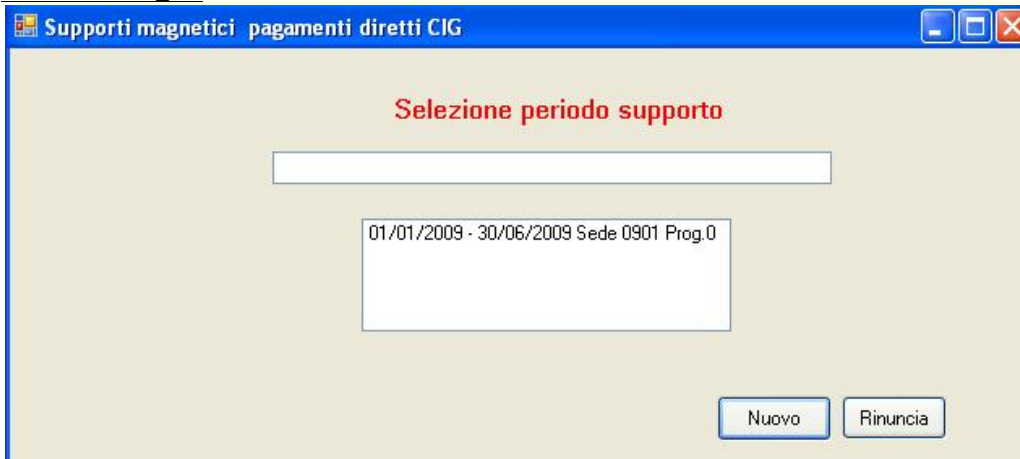 Supporti magnetici pagamenti diretti CIG
Selezione periodo supporto
01/01/2009 - 30/06/2009 Sede 0901 Prog.0
Nuovo Rinuncia